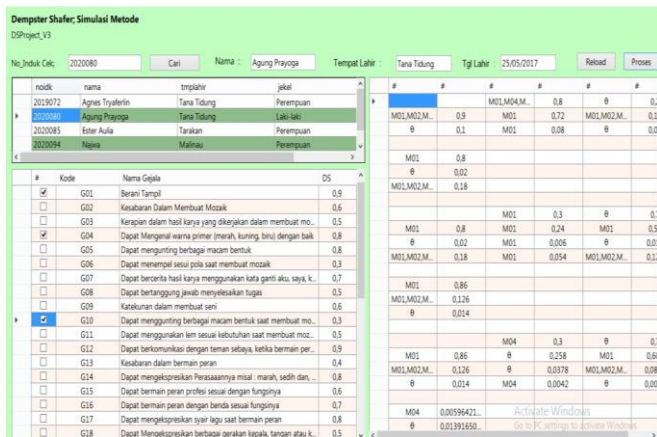 Dempster Shafer; Simulasi Metode
DSProject_V3
No_Induk Cek; 2020080 Cari Nama : Agung Prayoga Tempat Lahir : Tana Tidung Tgl Lahir : 25/05/2017 Reload Proses
noidk nama tmplahir jekel
2019072 Agnes Tryaferlin Tana Tidung Perempuan
2020080 Agung Prayoga Tana Tidung Laki-laki
2020085 Ester Aulia Tarakan Perempuan
2020094 Najwa Malinau Perempuan
# Kode Nama Gejala DS
G01 Berani Tampil 0,9
G02 Kesabaran Dalam Membuat Mozaik 0,6
G03 Kerapian dalam hasil karya yang dikerjakan dalam membuat mo... 0,5
G04 Dapat Mengenal warna primer (merah, kuning, biru) dengan baik 0,8
G05 Dapat mengunting berbagai macam bentuk 0,8
G06 Dapat menempel sesui pola saat membuat mozaik 0,3
G07 Dapat bercerita hasil karya menggunakan kata ganti aku, saya, k... 0,7
G08 Dapat bertanggung jawab menyelesaikan tugas 0,5
G09 Katekunan dalam membuat seni 0,6
G10 Dapat menggunting berbagai macam bentuk saat membuat mo... 0,3
G11 Dapat menggunakan lem sesuai kebutuhan saat membuat moz... 0,5
G12 Dapat berkomunikasi dengan teman sebaya, ketika bermain per... 0,9
G13 Kesabaran dalam bermain peran 0,4
G14 Dapat mengekspresikan Perasaaannya misal : marah, sedih dan, ... 0,8
G15 Dapat bermain peran profesi sesuai dengan fungsinya 0,6
G16 Dapat bermain peran dengan benda sesuai fungsinya 0,7
G17 Dapat mengekspresikan syair lagu saat bermain peran 0,8
G18 Dapat Mengekspresikan berbagai gerakan kepala, tangan atau k... 0,5
# # # # # #
M01,M04,M... 0,8 θ
M01,M02,M... 0,9 M01 0,72 M01,M02,M...
θ 0,1 M01 0,08 θ
M01 0,8
θ 0,02
M01,M02,M... 0,18
M01 0,3 θ
M01 0,8 M01 0,24 M01
θ 0,02 M01 0,006 θ
M01,M02,M... 0,18 M01 0,054 M01,M02,M...
M01 0,86
M01,M02,M... 0,126
θ 0,014
M04 0,3 θ
M01 0,86 θ 0,258 M01
M01,M02,M... 0,126 θ 0,0378 M01,M02,M...
θ 0,014 M04 0,0042 θ
M04 0,00596421...
θ 0,01391650...
Activate Windows
Go to PC settings to activate Windows.